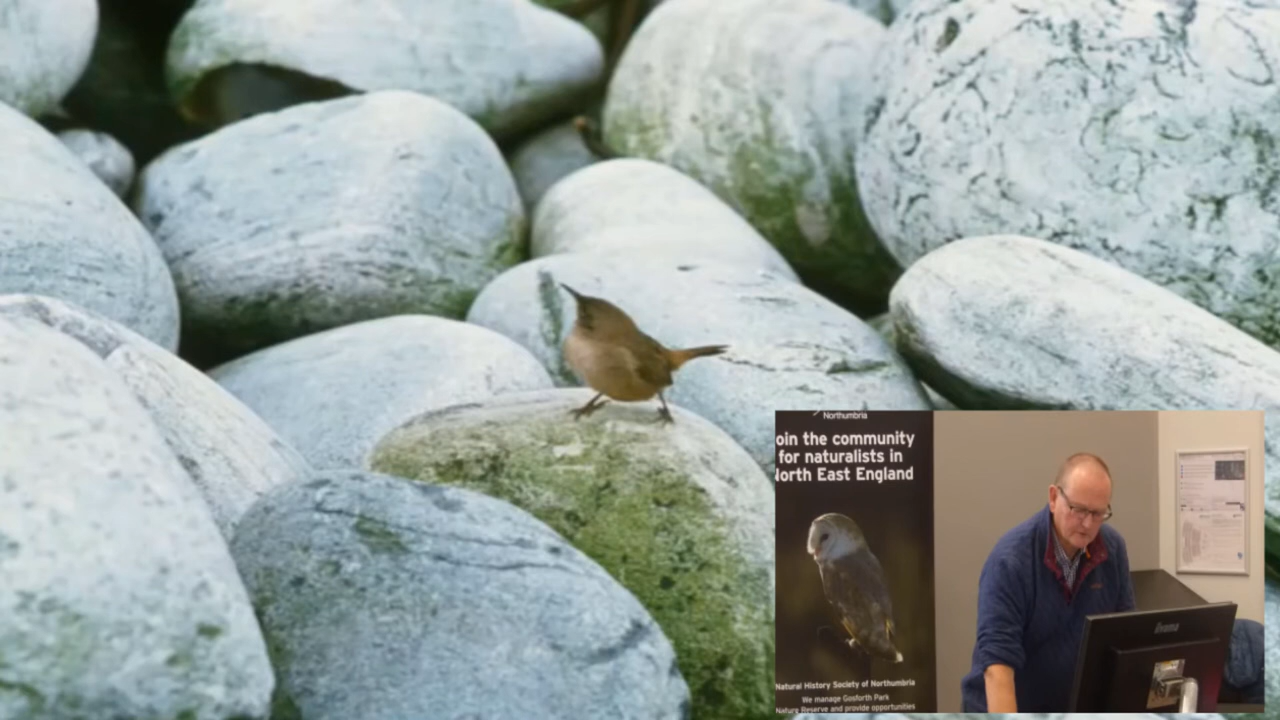 Northumbria
oin the community
for naturalists in
North East England
Natural History Society of Northumbria
We manage Gosforth Park
Nature Reserve and provide opportunities
iiyama